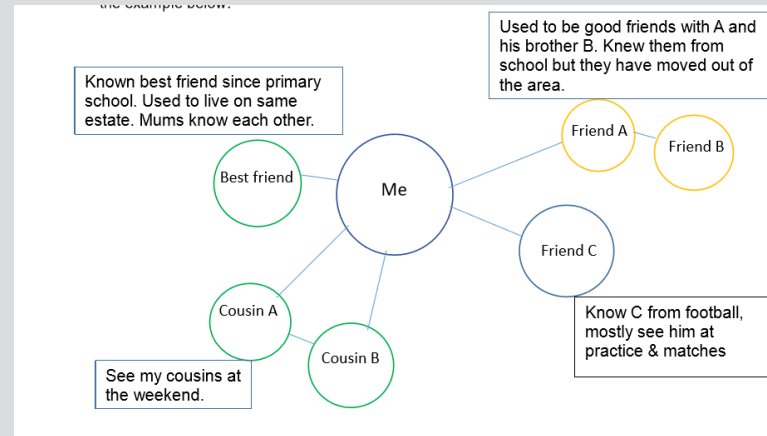 the example below.
Used to be good friends with A and
his brother B. Knew them from
school but they have moved out of
the area.
Known best friend since primary
school. Used to live on same
estate. Mums know each other.
Friend A
Friend B
Best friend
Me
Friend C
Cousin A
Cousin B
Know C from football,
mostly see him at
practice & matches
See my cousins at
the weekend.